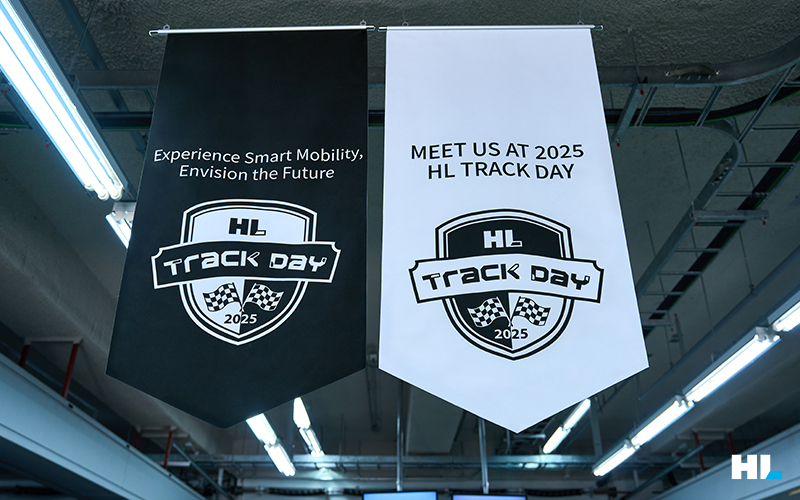 Experience Smart Mobility,
Envision the Future
HL
Track Day
2025
MEET US AT 2025
HL TRACK DAY
HL
Track Day
2025
HL